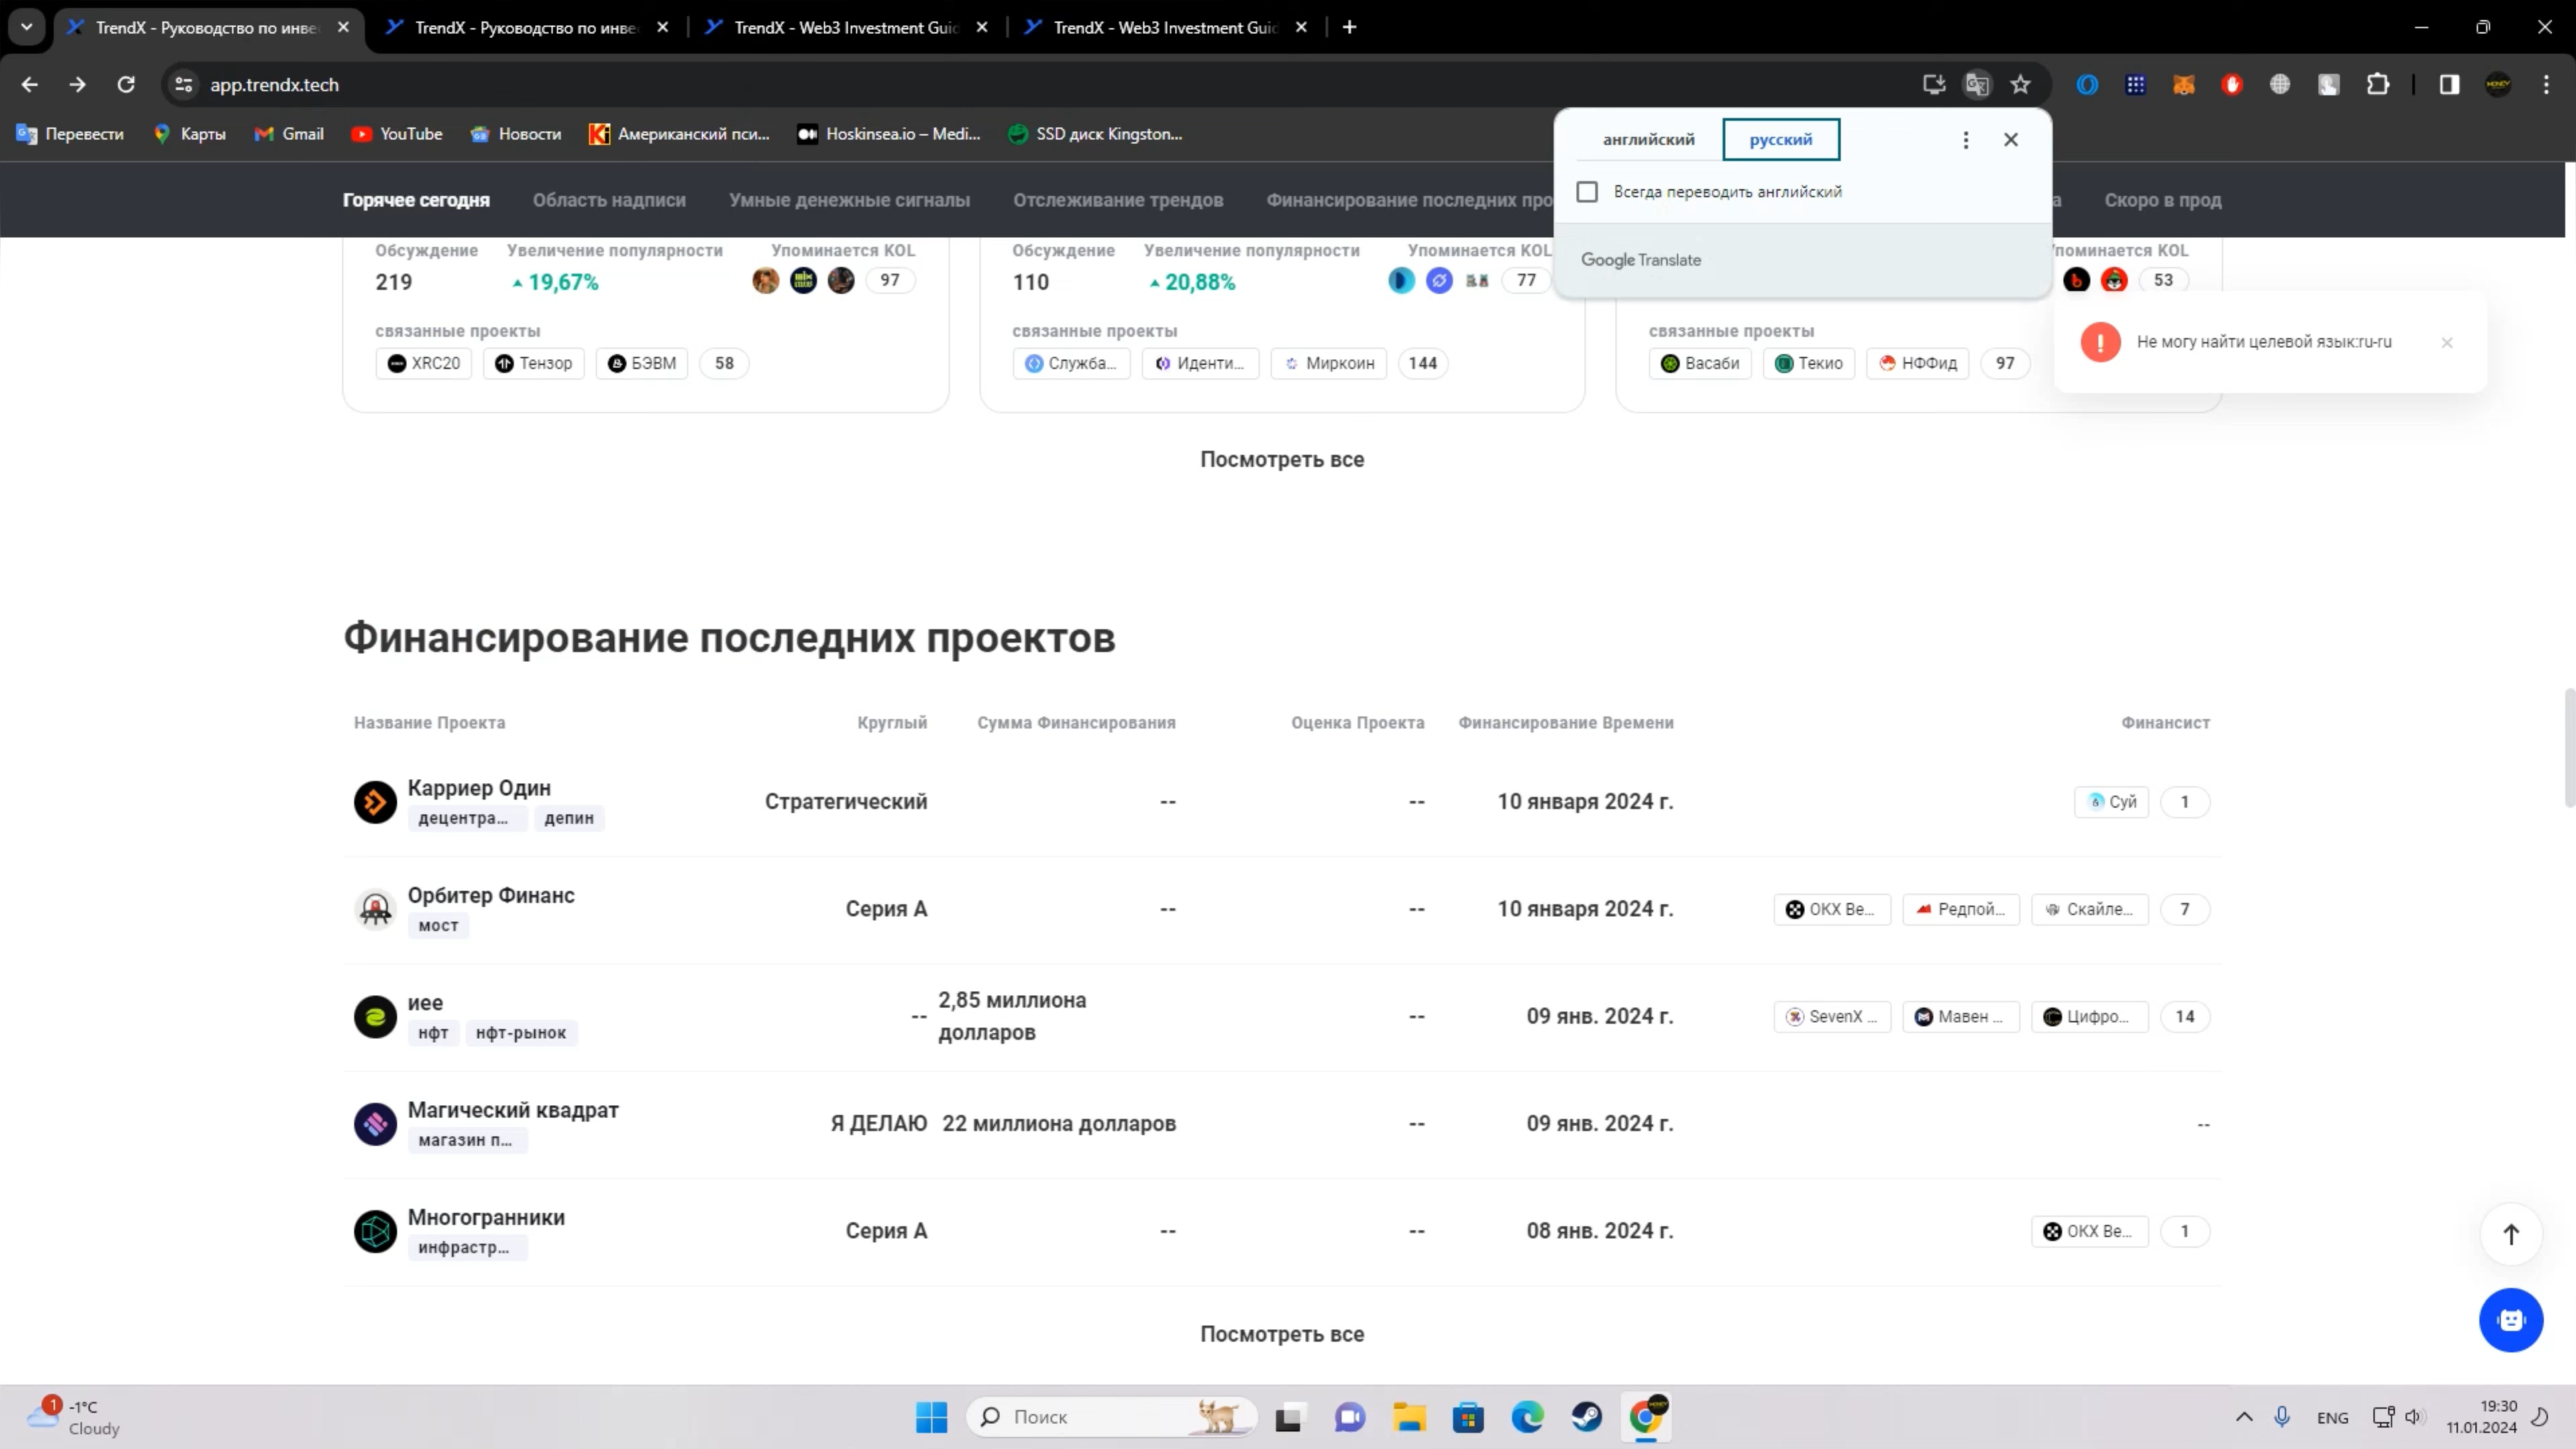 TrendX - Руководство по инве
TrendX - Руководство по инве
TrendX - Web3 Investment Guid
TrendX - Web3 Investment Guid
app.trendx.tech
Перевести
Карты
Gmail
YouTube
Новости
Американский пси...
Hoskinsea.io – Medi...
SSD диск Kingston...
английский
русский
Всегда переводить английский
Google Translate
Горячее сегодня
Область надписи
Умные денежные сигналы
Отслеживание трендов
Финансирование последних про
а
Скоро в прод
Обсуждение Увеличение популярности Упоминается KOL
219 19,67% 97
связанные проекты
XRC20 Тензор БЭВМ 58
Обсуждение Увеличение популярности Упоминается KOL
110 20,88% 77
связанные проекты
Служба... Иденти... Миркоин 144
Упоминается KOL
53
связанные проекты
Васаби Текио НФФид 97
Не могу найти целевой язык:ru-ru
Посмотреть все
Финансирование последних проектов
Название Проекта Круглый Сумма Финансирования Оценка Проекта Финансирование Времени Финансист
Карриер Один
децентра... депин
Стратегический -- -- 10 января 2024 г. Суй 1
Орбитер Финанс
мост
Серия А -- -- 10 января 2024 г. ОКХ Ве... Редпой... Скайле... 7
иее
нфт нфт-рынок
-- 2,85 миллиона
долларов
-- 09 янв. 2024 г. SevenX ... Мавен ... Цифро... 14
Магический квадрат
магазин п...
Я ДЕЛАЮ 22 миллиона долларов -- 09 янв. 2024 г. --
Многогранники
инфрастр...
Серия А -- -- 08 янв. 2024 г. ОКХ Ве... 1
Посмотреть все
1
-1°C
Cloudy
Поиск
ENG
19:30
11.01.2024